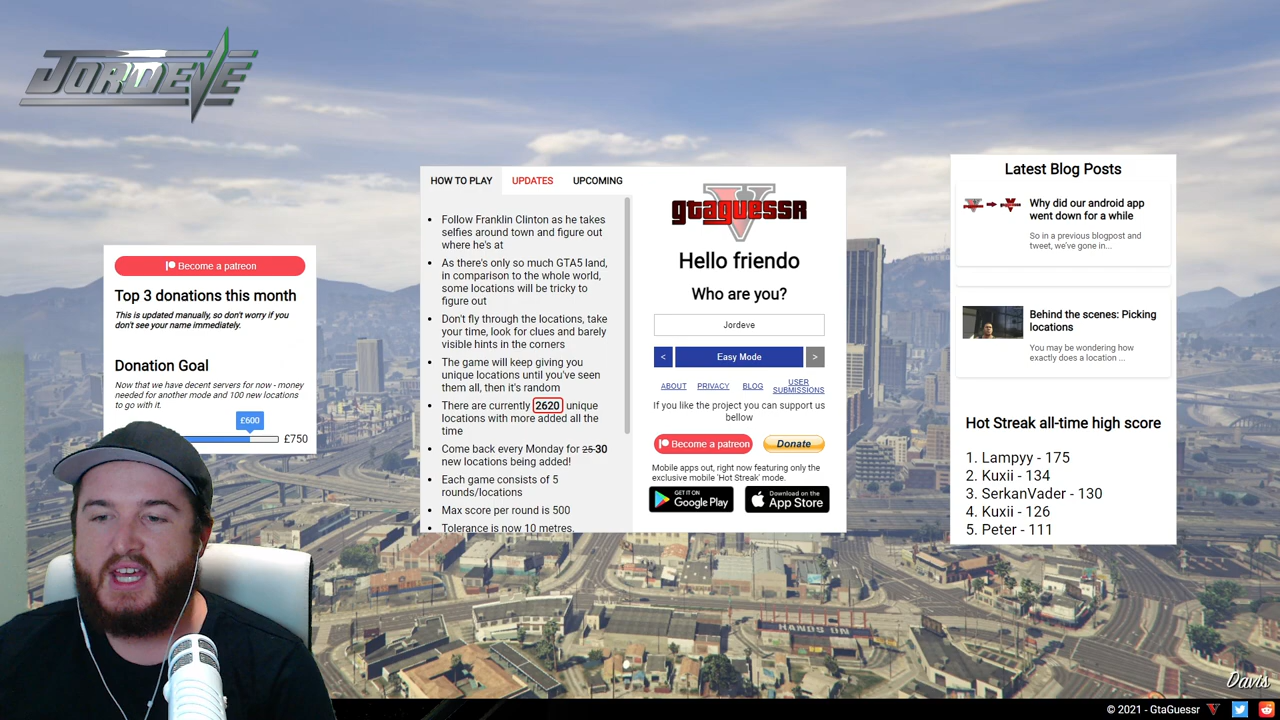 JORDEVE
Become a patreon
Top 3 donations this month
This is updated manually, so don't worry if you
don't see your name immediately.
Donation Goal
Now that we have decent servers for now - money
needed for another mode and 100 new locations
to go with it.
£600
£750
HOW TO PLAY UPDATES UPCOMING
• Follow Franklin Clinton as he takes
selfies around town and figure out
where he's at
• As there's only so much GTA5 land,
in comparison to the whole world,
some locations will be tricky to
figure out
• Don't fly through the locations, take
your time, look for clues and barely
visible hints in the corners
• The game will keep giving you
unique locations until you've seen
them all, then it's random
• There are currently 2620 unique
locations with more added all the
time
• Come back every Monday for 25 30
new locations being added!
• Each game consists of 5
rounds/locations
• Max score per round is 500
• Tolerance is now 10 metres.
gtaguessr
V
Hello friendo
Who are you?
Jordeve
< Easy Mode >
ABOUT PRIVACY BLOG USER
SUBMISSIONS
If you like the project you can support us
bellow
Become a patreon Donate
Mobile apps out, right now featuring only the
exclusive mobile 'Hot Streak' mode.
GET IT ON
Google Play
Download on the
App Store
Latest Blog Posts
Why did our android app
went down for a while
So in a previous blogpost and
tweet, we've gone in...
Behind the scenes: Picking
locations
You may be wondering how
exactly does a location ...
Hot Streak all-time high score
1. Lampyy - 175
2. Kuxii - 134
3. SerkanVader - 130
4. Kuxii - 126
5. Peter - 111
HANDS ON
Davis
© 2021 - GtaGuessr